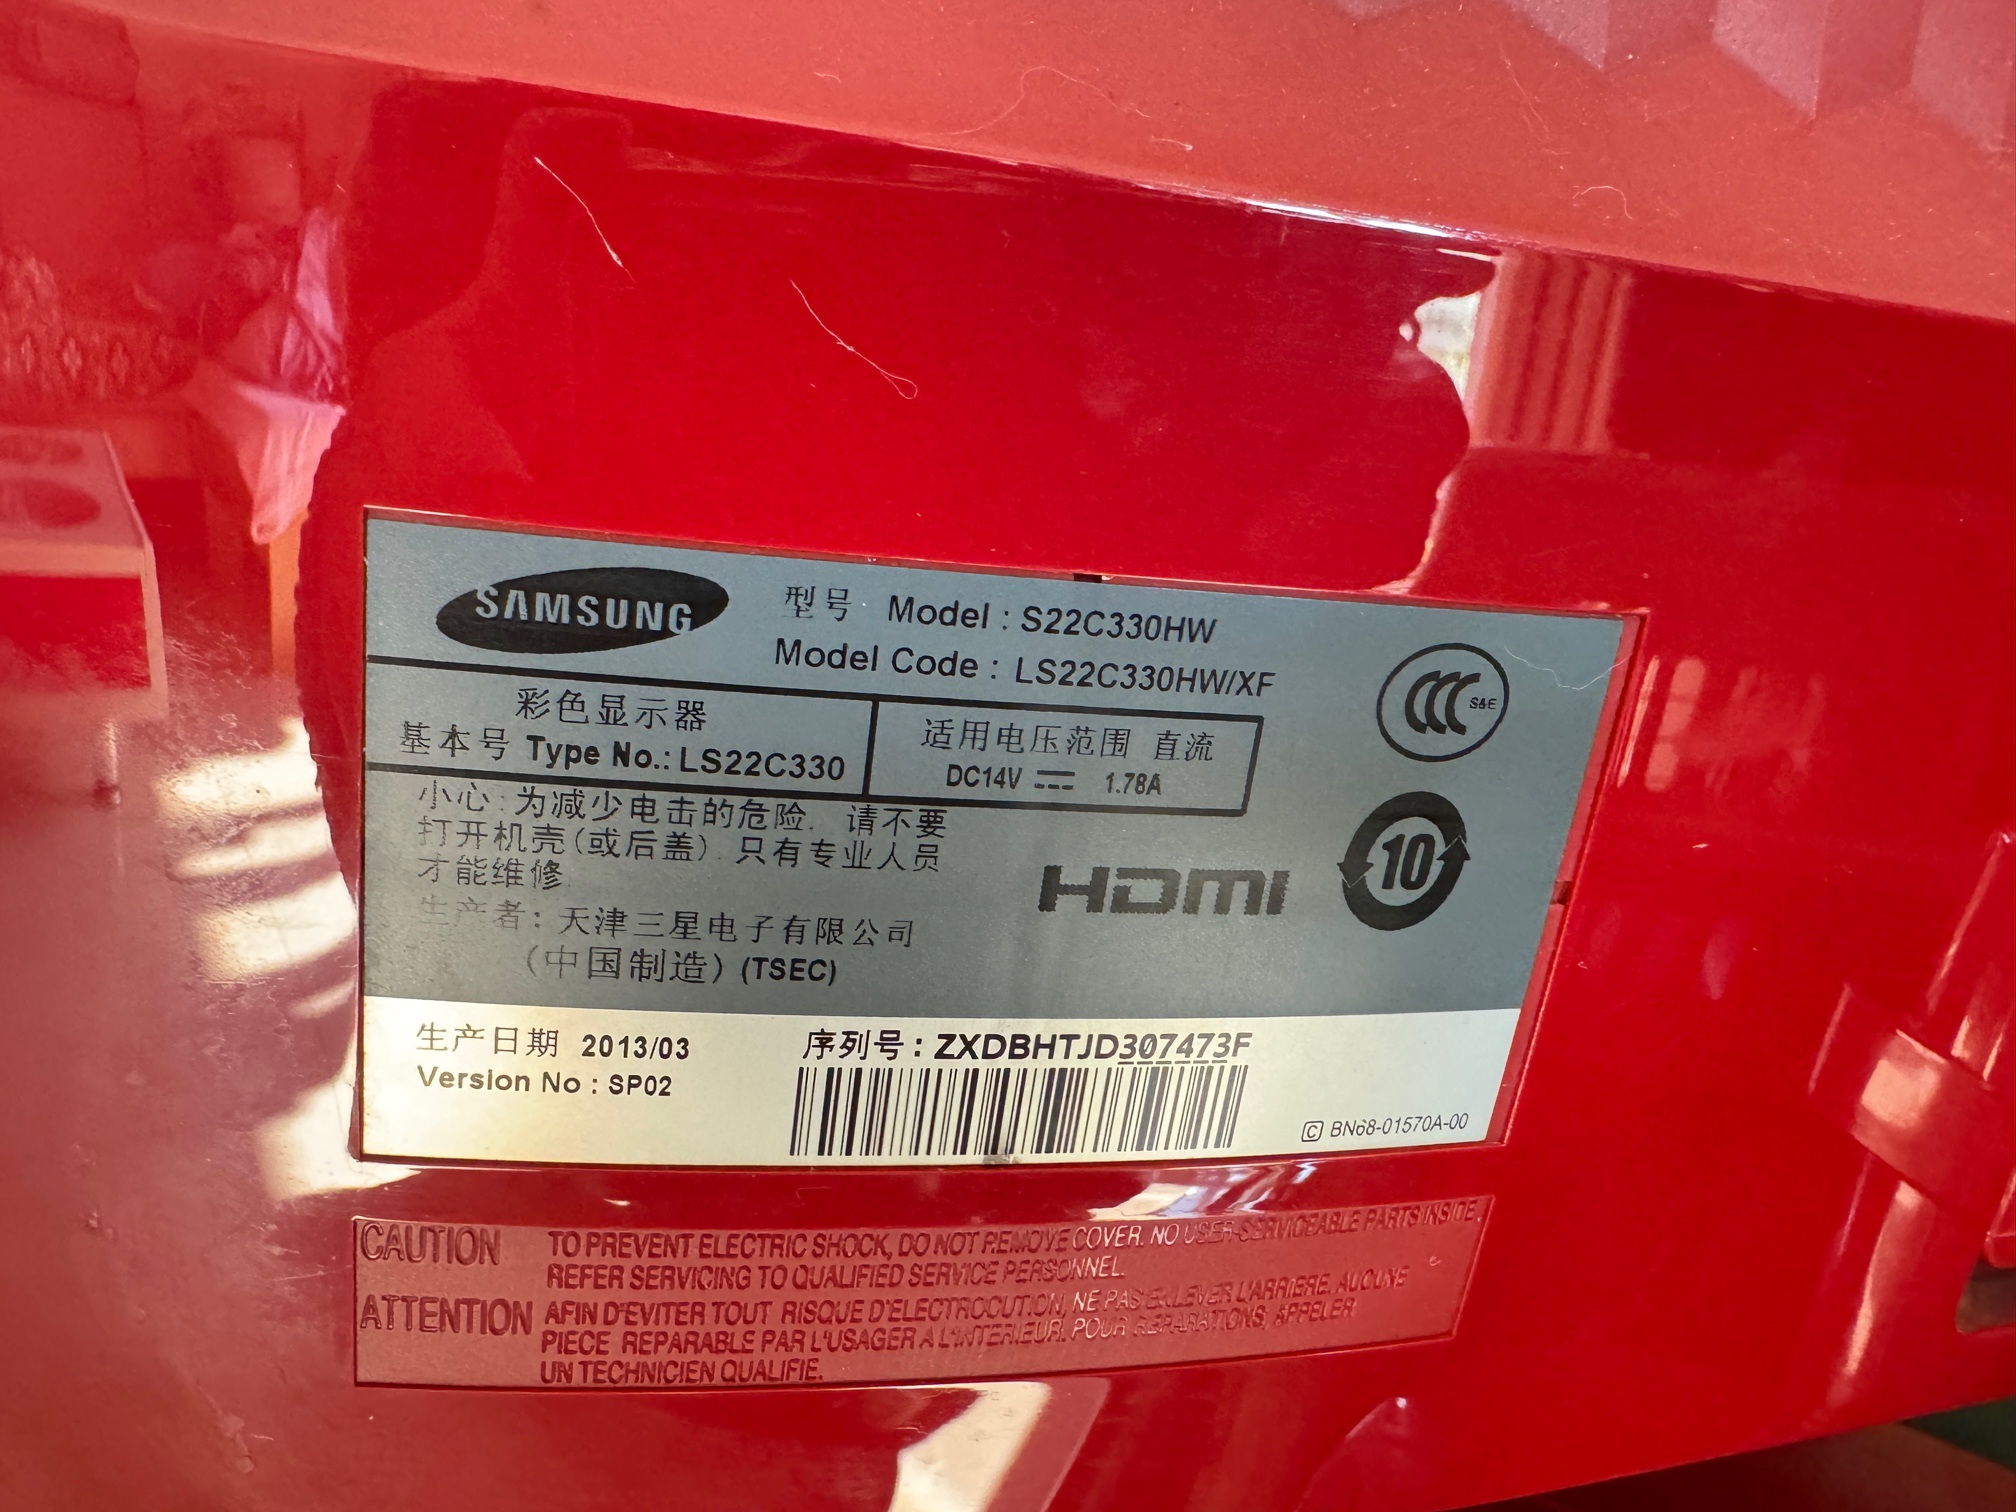 SAMSUNG
型号 Model : S22C330HW
Model Code : LS22C330HW/XF
彩色显示器
基本号 Type No.: LS22C330
适用电压范围 直流
DC14V ⎓ 1.78A
S&E
小心:为减少电击的危险. 请不要
打开机壳(或后盖). 只有专业人员
才能维修.
生产者: 天津三星电子有限公司
(中国制造) (TSEC)
HDMI
10
生产日期 2013/03
Version No : SP02
序列号: ZXDBHTJD307473F
BN68-01570A-00
CAUTION TO PREVENT ELECTRIC SHOCK, DO NOT REMOVE COVER. NO USER-SERVICEABLE PARTS INSIDE.
REFER SERVICING TO QUALIFIED SERVICE PERSONNEL.
ATTENTION AFIN D'EVITER TOUT RISQUE D'ELECTROCUTION, NE PAS ENLEVER L'ARRIERE. AUCUNE
PIECE REPARABLE PAR L'USAGER A L'INTERIEUR. POUR REPARATIONS, APPELER
UN TECHNICIEN QUALIFIE.